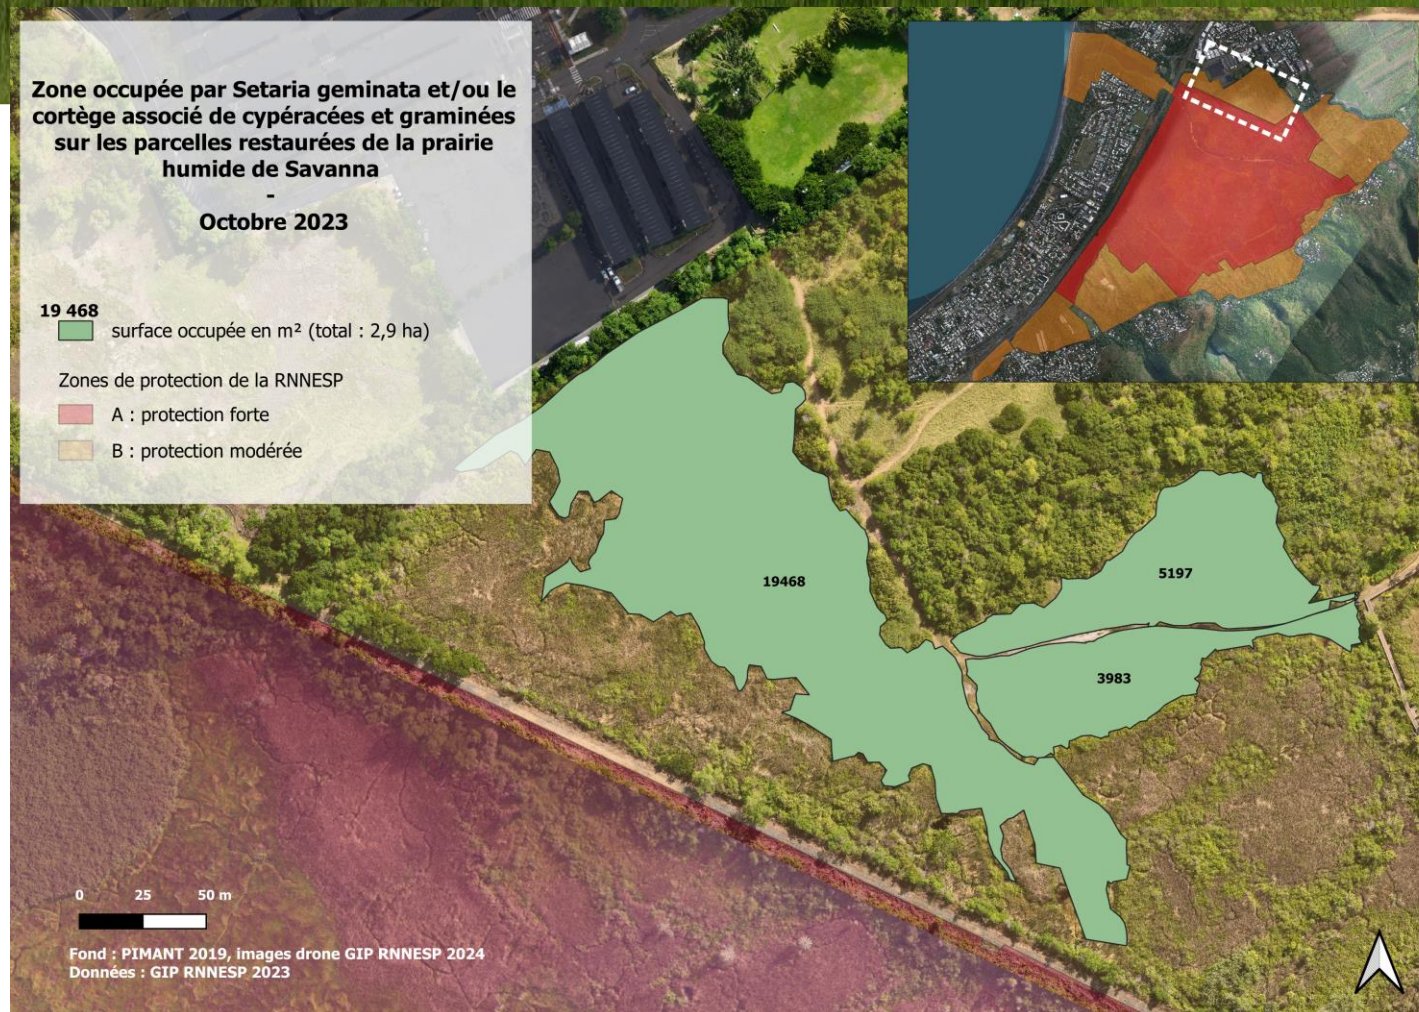 Zone occupée par Setaria geminata et/ou le
cortège associé de cypéracées et graminées
sur les parcelles restaurées de la prairie
humide de Savanna
-
Octobre 2023
19 468
surface occupée en m² (total : 2,9 ha)
Zones de protection de la RNNESP
A : protection forte
B : protection modérée
19468
5197
3983
0 25 50 m
Fond : PIMANT 2019, images drone GIP RNNESP 2024
Données : GIP RNNESP 2023